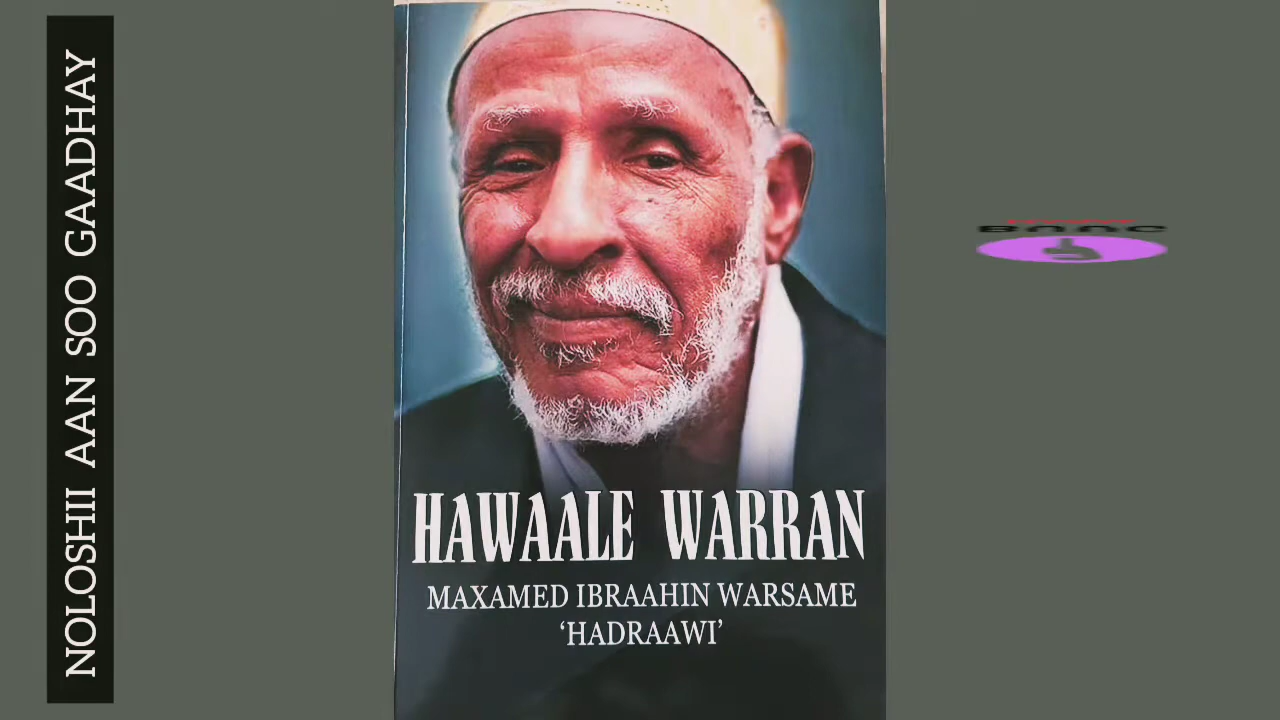 NOLOSHII AAN SOO GAADHAY
HAWAALE WARRAN
MAXAMED IBRAAHIN WARSAME
‘HADRAAWI’